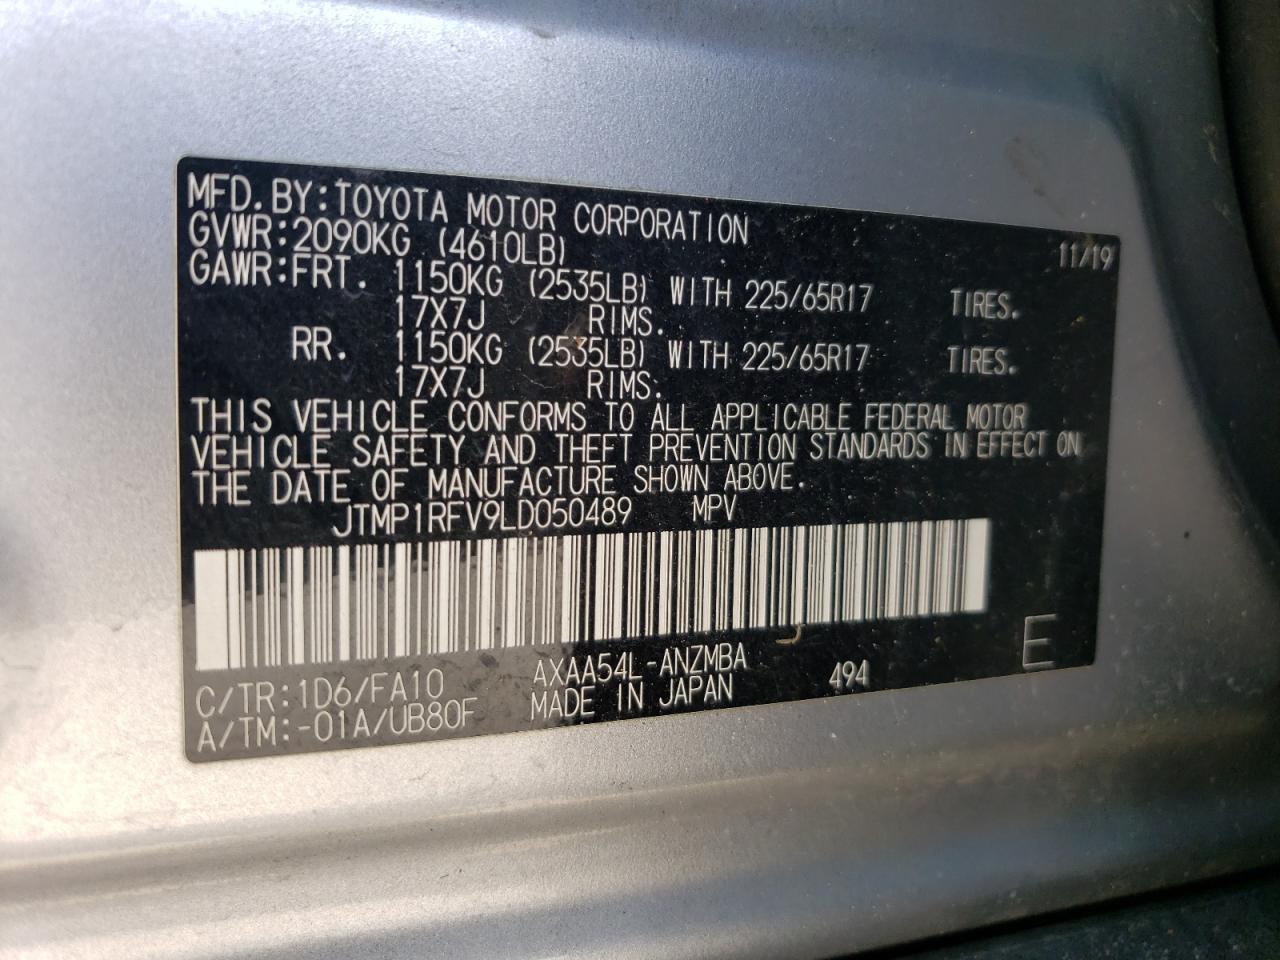 MFD.BY:TOYOTA MOTOR CORPORATION 11/19
GVWR:2090KG (4610LB)
GAWR:FRT. 1150KG (2535LB) WITH 225/65R17 TIRES.
17X7J RIMS.
RR. 1150KG (2535LB) WITH 225/65R17 TIRES.
17X7J RIMS.
THIS VEHICLE CONFORMS TO ALL APPLICABLE FEDERAL MOTOR
VEHICLE SAFETY AND THEFT PREVENTION STANDARDS IN EFFECT ON
THE DATE OF MANUFACTURE SHOWN ABOVE.
JTMP1RFV9LD050489 MPV
E
C/TR:1D6/FA10 AXAA54L-ANZMBA 494
A/TM:-01A/UB80F MADE IN JAPAN